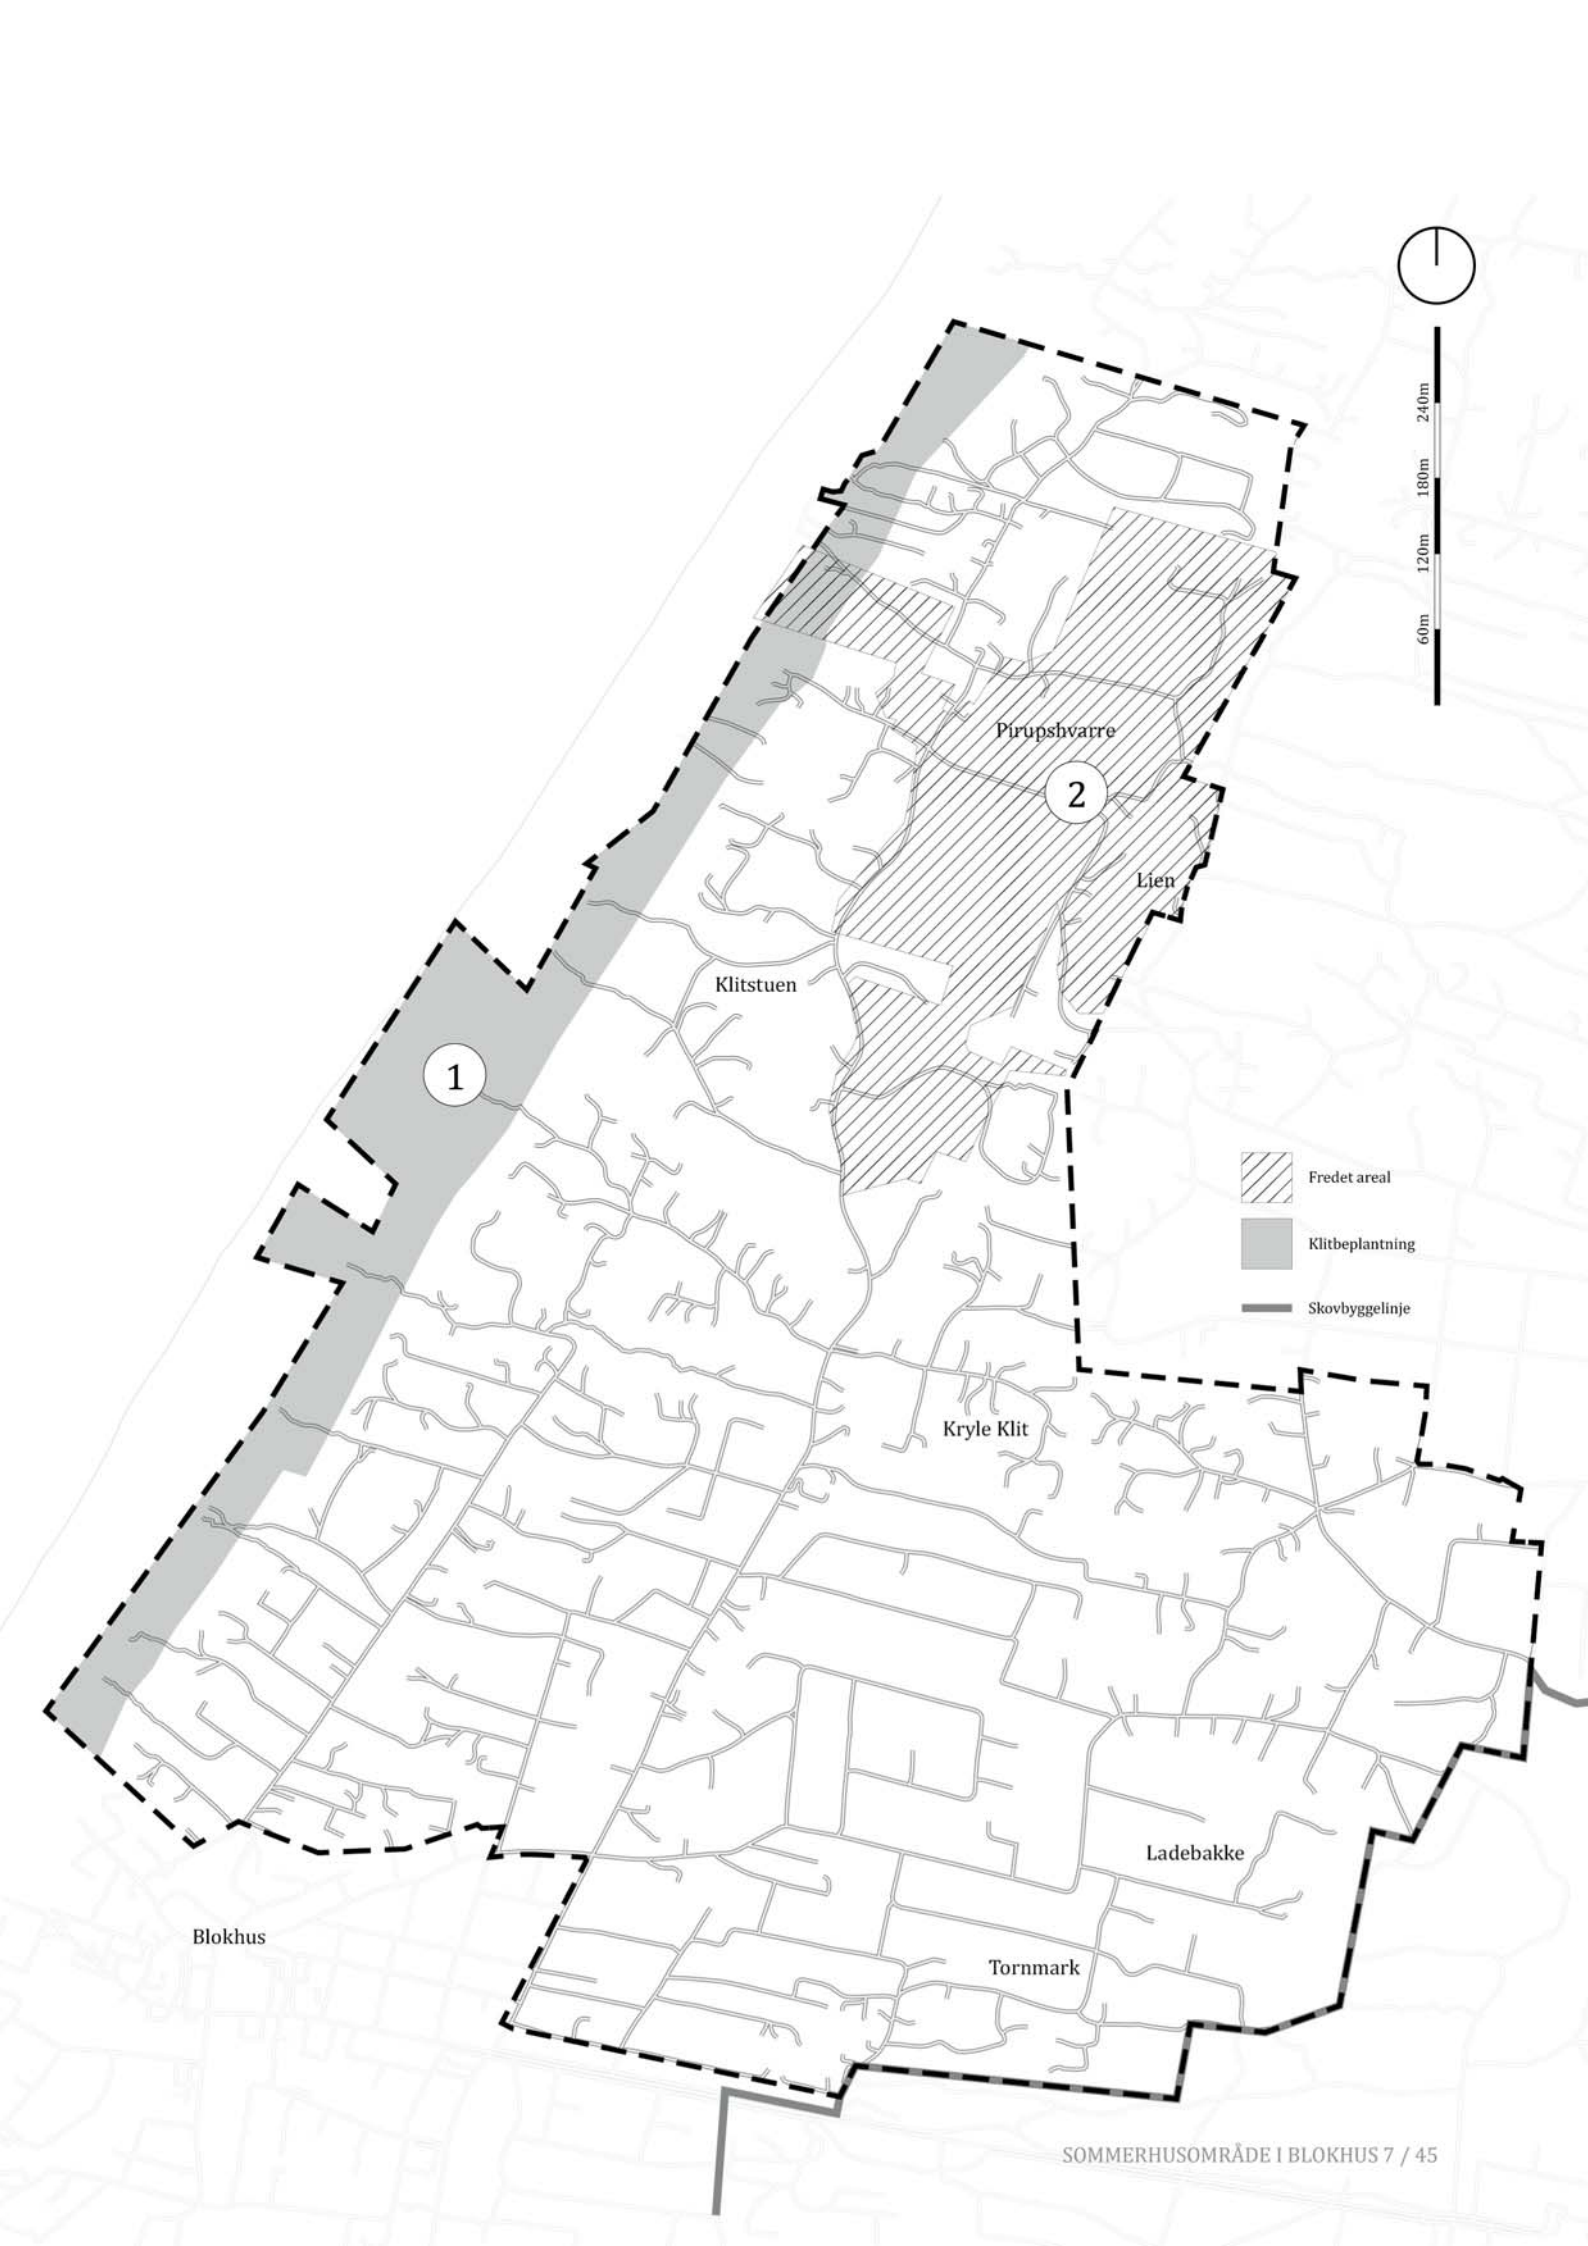 240m
180m
120m
60m
Pirupshvarre
2
Lien
Klitstuen
1
Fredet areal
Klitbeplantning
Skovbyggelinje
Kryle Klit
Ladebakke
Blokhus
Tornmark
SOMMERHUSOMRÅDE I BLOKHUS 7 / 45